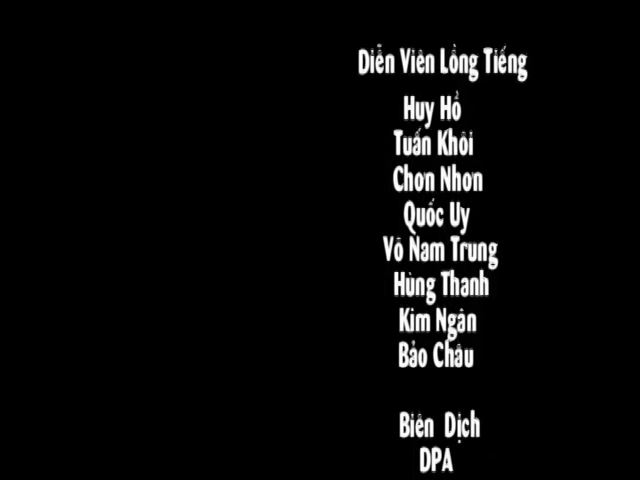 Diễn Viên Lồng Tiếng
Huy Hồ
Tuấn Khôi
Chơn Nhơn
Quốc Uy
Võ Nam Trung
Hùng Thanh
Kim Ngân
Bảo Châu
Biên Dịch
DPA